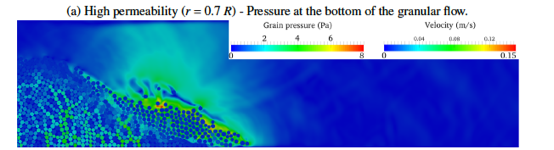 (a) High permeability (r = 0.7 R) - Pressure at the bottom of the granular flow.
Grain pressure (Pa) Velocity (m/s)
2 4 6 0.04 0.08 0.12
0 8 0 0.15